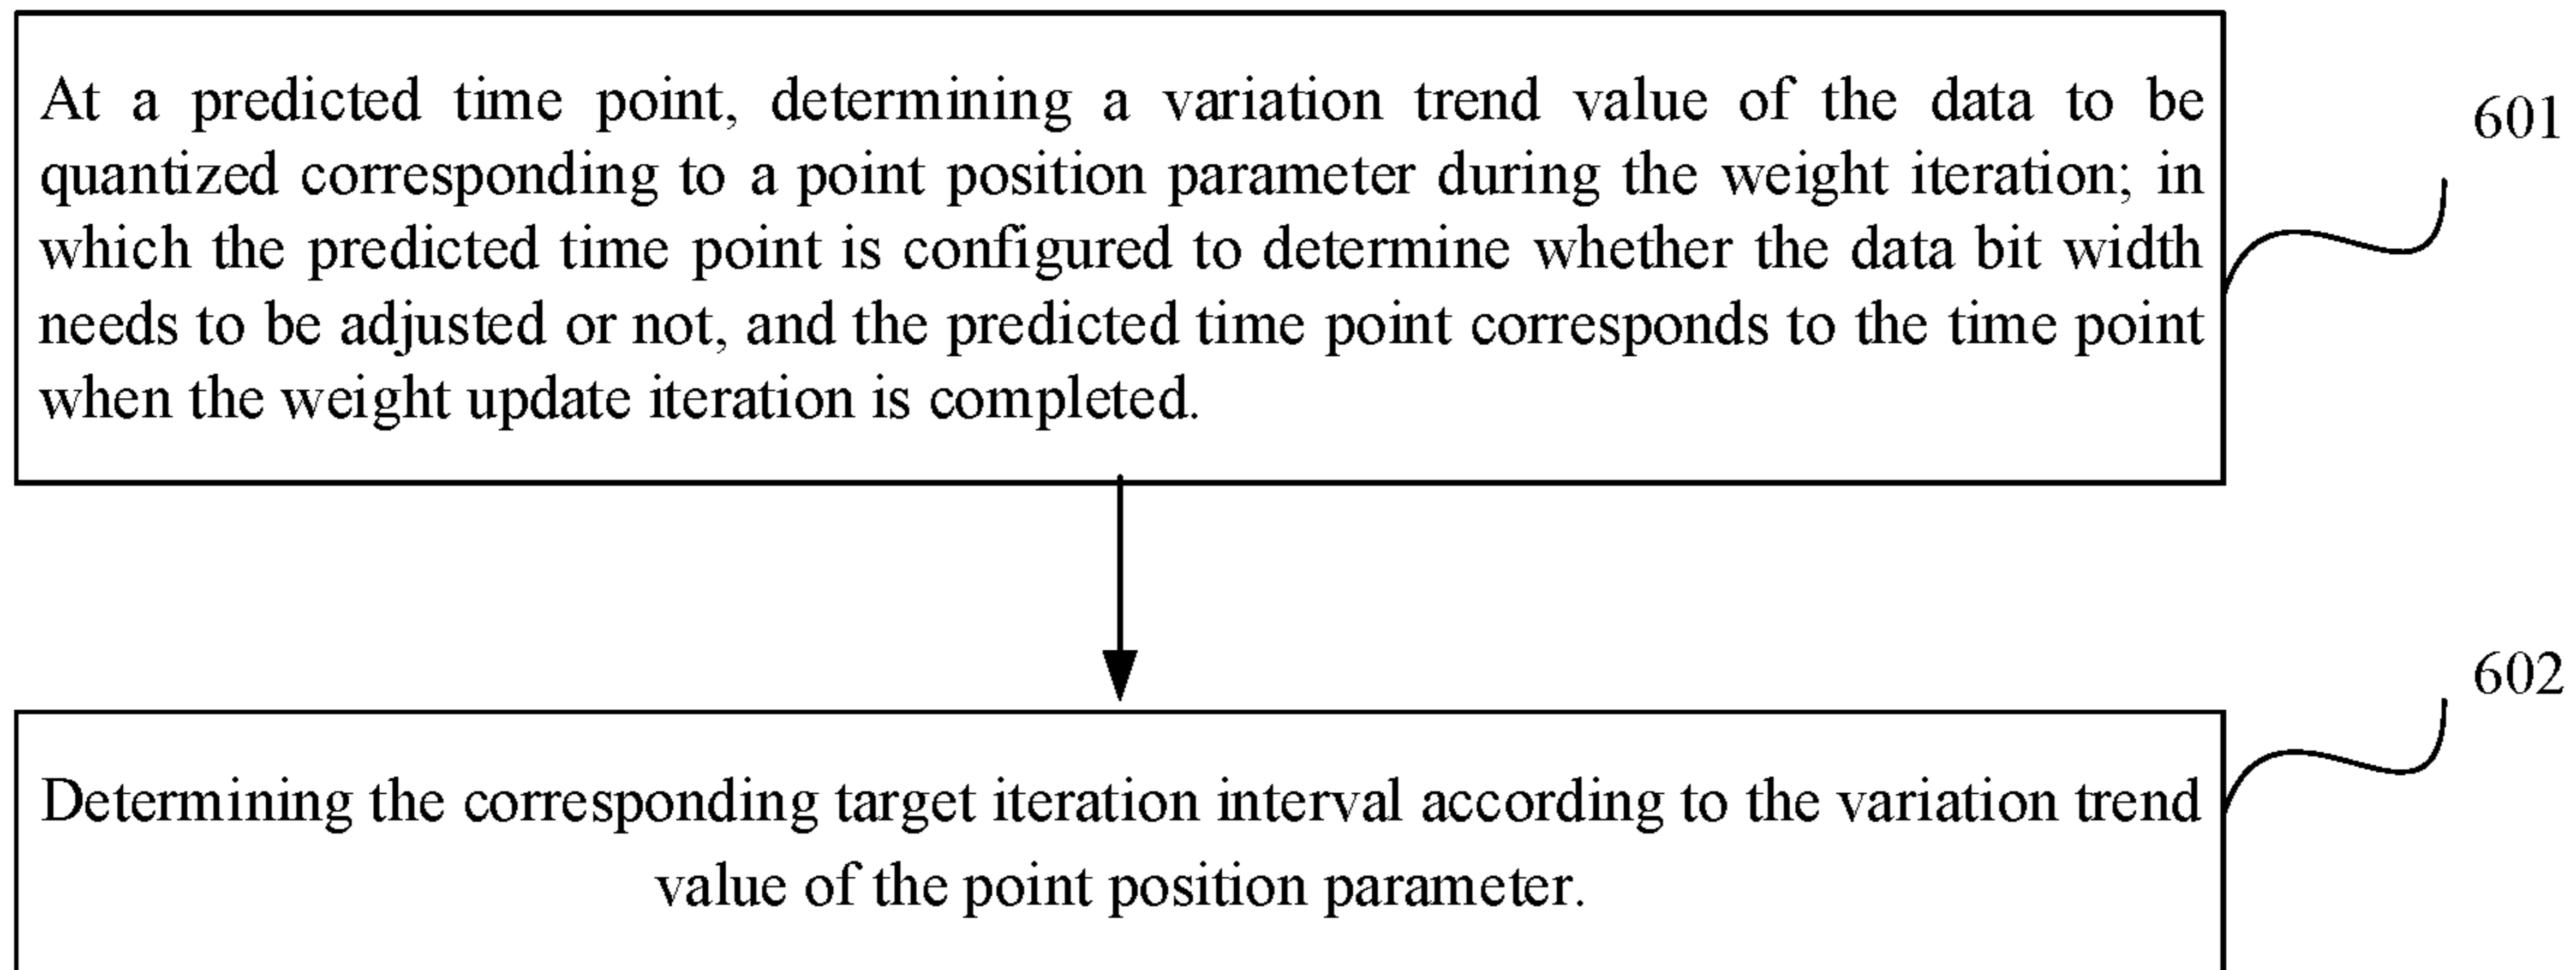 At a predicted time point, determining a variation trend value of the data to be
601
quantized corresponding to a point position parameter during the weight iteration; in
which the predicted time point is configured to determine whether the data bit width
needs to be adjusted or not, and the predicted time point corresponds to the time point
when the weight update iteration is completed.
602
Determining the corresponding target iteration interval according to the variation trend
value of the point position parameter.